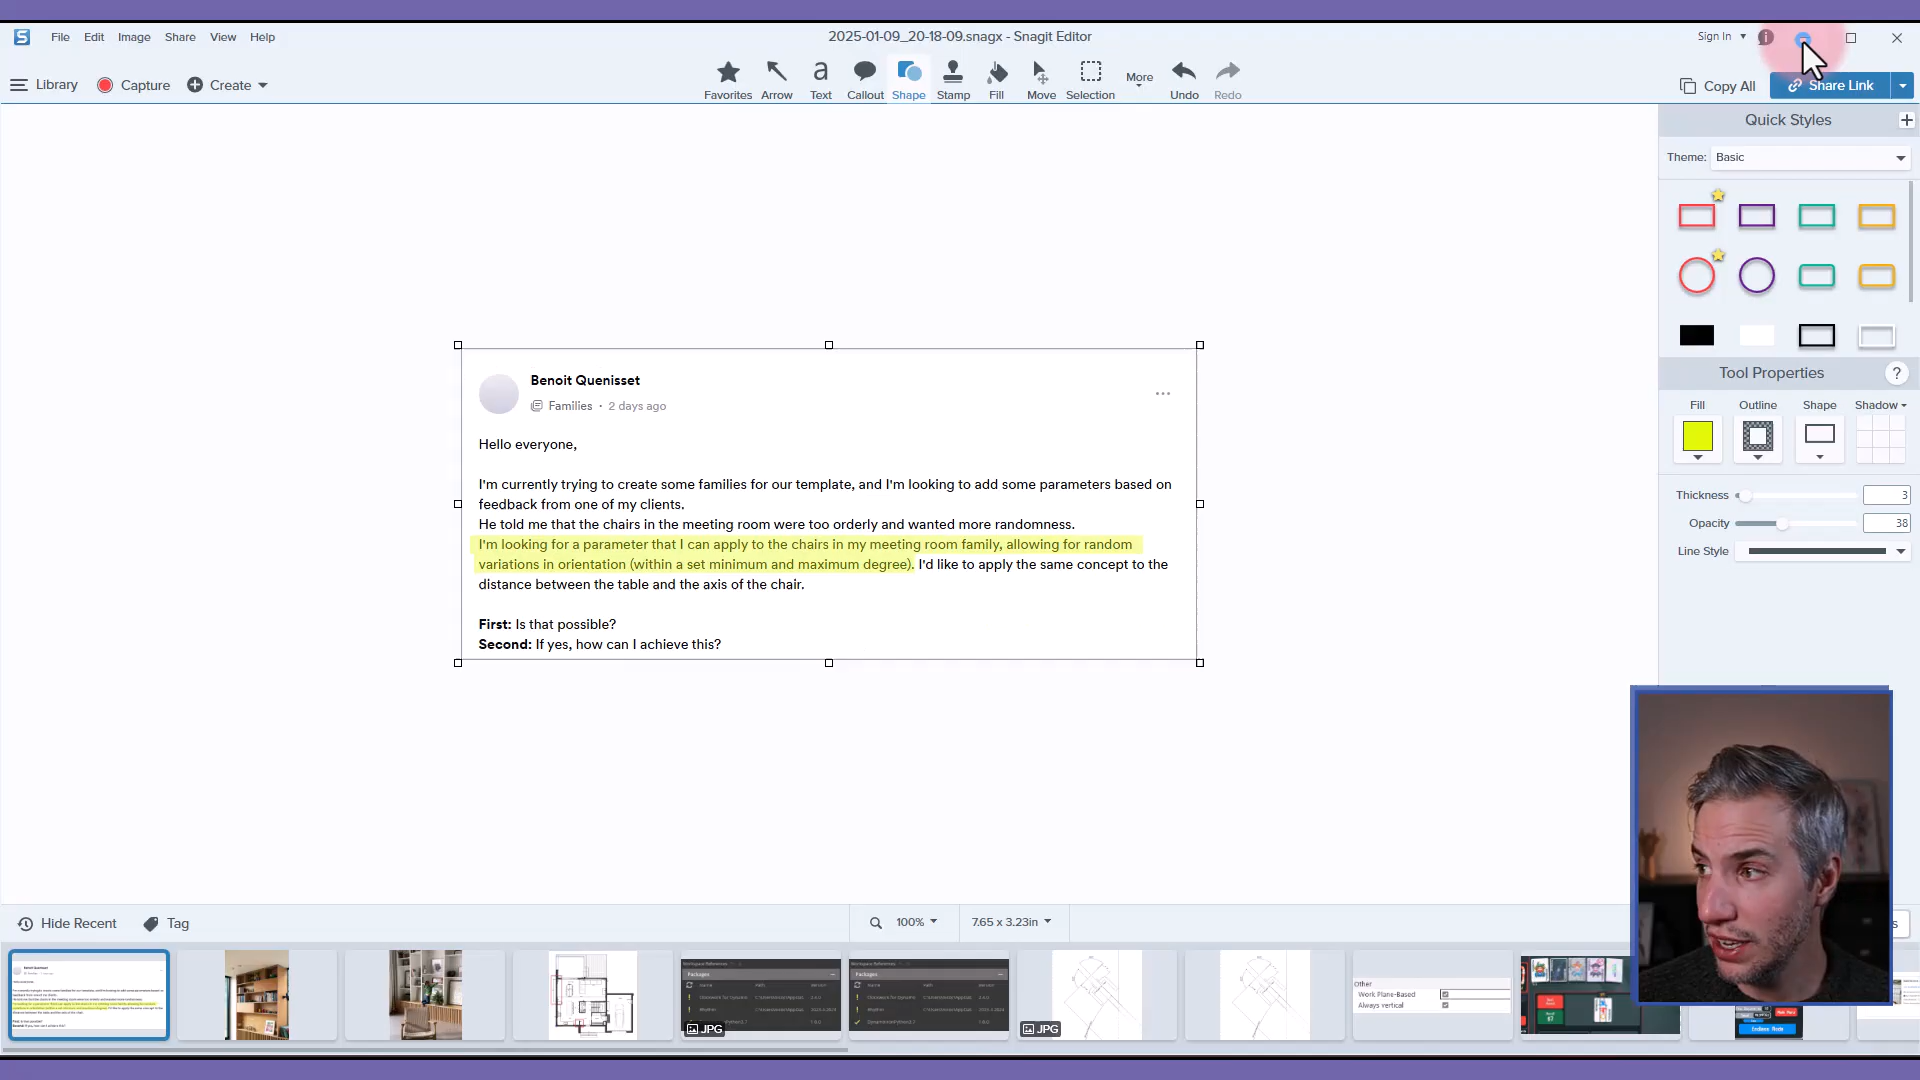 File Edit Image Share View Help
2025-01-09_20-18-09.snagx - Snagit Editor
Sign In
Library Capture Create
Favorites Arrow Text Callout Shape Stamp Fill Move Selection More Undo Redo
Copy All Share Link
Quick Styles
Theme: Basic
Benoit Quenisset
Families • 2 days ago
Hello everyone,
I'm currently trying to create some families for our template, and I'm looking to add some parameters based on
feedback from one of my clients.
He told me that the chairs in the meeting room were too orderly and wanted more randomness.
I'm looking for a parameter that I can apply to the chairs in my meeting room family, allowing for random
variations in orientation (within a set minimum and maximum degree). I'd like to apply the same concept to the
distance between the table and the axis of the chair.
First: Is that possible?
Second: If yes, how can I achieve this?
Tool Properties ?
Fill Outline Shape Shadow
Thickness 3
Opacity 38
Line Style
Hide Recent Tag
100% 7.65 x 3.23in
Packages
JPG
Packages
JPG
Other
Work Plane-Based
Always vertical
Endless Mode